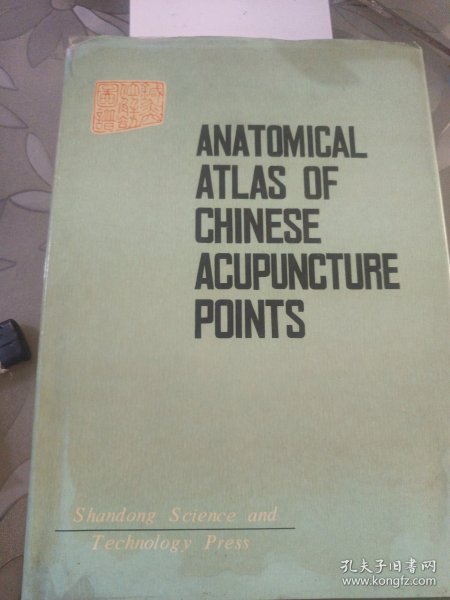 ANATOMICAL
ATLAS OF
CHINESE
ACUPUNCTURE
POINTS
Shandong Science and
Technology Press
孔夫子旧书网
www.kongfz.com